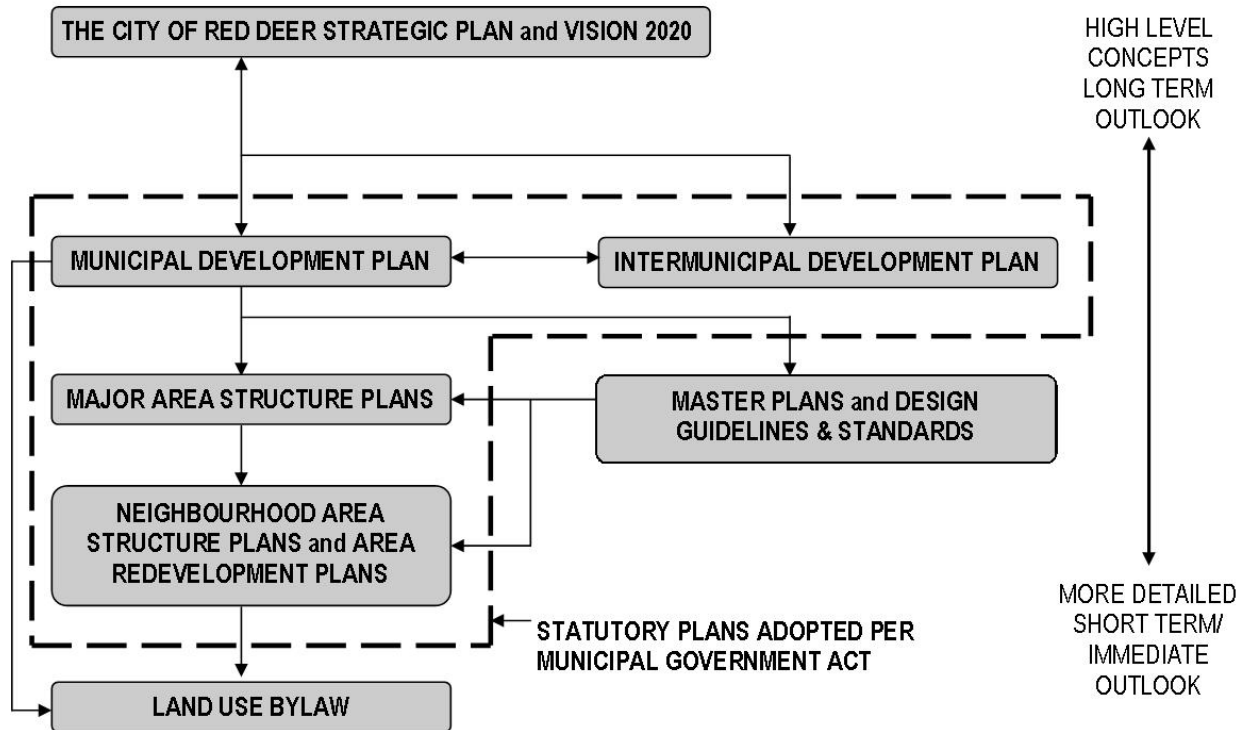 THE CITY OF RED DEER STRATEGIC PLAN and VISION 2020
HIGH LEVEL
CONCEPTS
LONG TERM
OUTLOOK
MUNICIPAL DEVELOPMENT PLAN
INTERMUNICIPAL DEVELOPMENT PLAN
MAJOR AREA STRUCTURE PLANS
MASTER PLANS and DESIGN
GUIDELINES & STANDARDS
NEIGHBOURHOOD AREA
STRUCTURE PLANS and AREA
REDEVELOPMENT PLANS
STATUTORY PLANS ADOPTED PER
MUNICIPAL GOVERNMENT ACT
MORE DETAILED
SHORT TERM/
IMMEDIATE
OUTLOOK
LAND USE BYLAW